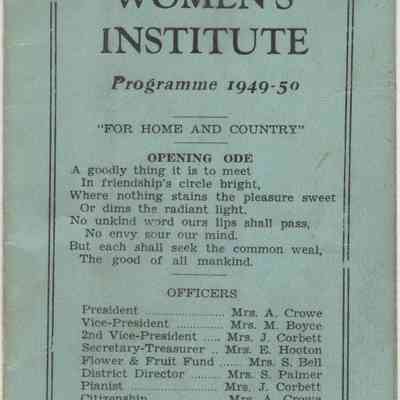 WOMEN'S
INSTITUTE
Programme 1949-50
"FOR HOME AND COUNTRY"
OPENING ODE
A goodly thing it is to meet
In friendship's circle bright,
Where nothing stains the pleasure sweet
Or dims the radiant light.
No unkind word ours lips shall pass,
No envy sour our mind.
But each shall seek the common weal,
The good of all mankind.
OFFICERS
President .................. Mrs. A. Crowe
Vice-President ........... Mrs. M. Boyce
2nd Vice-President ..... Mrs. J. Corbett
Secretary-Treasurer .. Mrs. E. Hooton
Flower & Fruit Fund ...... Mrs. S. Bell
District Director ....... Mrs. S. Palmer
Pianist .................. Mrs. J. Corbett
Citizenship ............... Mrs. A. Crowe